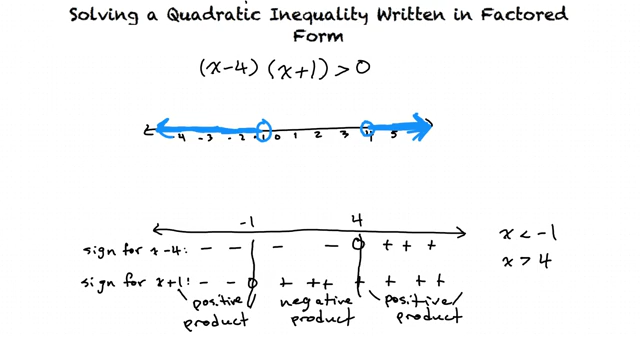 Solving a Quadratic Inequality Written in Factored
Form
(x-4) (x+1) > 0
4 -3 -2 -1 0 1 2 3 4 5
-1 4
sign for x-4: - - - - 0 + + +
x < -1
sign for x+1: - - 0 + ++ + + + +
x > 4
positive product
negative product
positive product